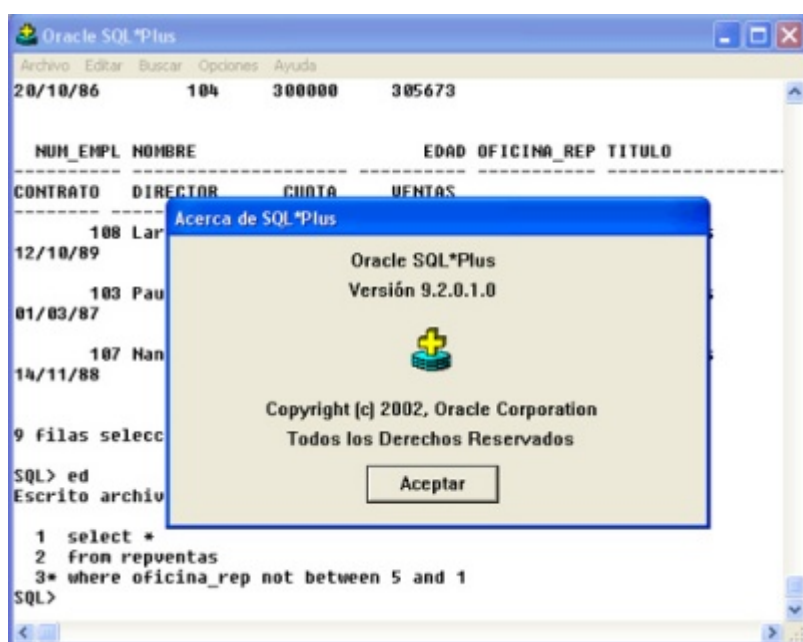 Oracle SQL*Plus
Archivo Editar Buscar Opciones Ayuda
20/10/86 104 300000 305673
NUM_EMPL NOMBRE EDAD OFICINA_REP TITULO
CONTRATO DIRECTOR CUOTA VENTAS
108 Lar
12/10/89
103 Pau
01/03/87
107 Nan
14/11/88
9 filas selecc
SQL> ed
Escrito archiv
1 select *
2 from repventas
3* where oficina_rep not between 5 and 1
SQL>
Acerca de SQL*Plus
Oracle SQL*Plus
Versión 9.2.0.1.0
Copyright (c) 2002, Oracle Corporation
Todos los Derechos Reservados
Aceptar